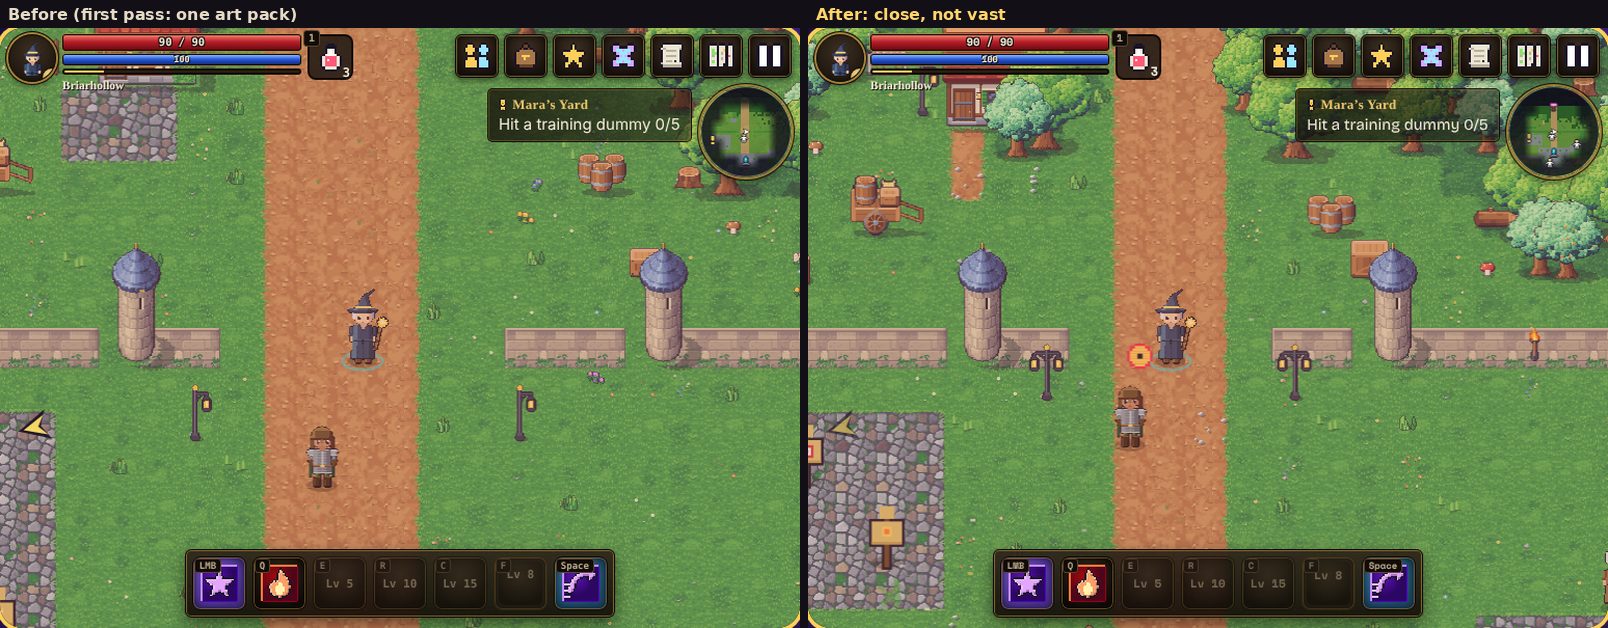 Before (first pass: one art pack)
90 / 90
100
Briarhollow
1
3
! Mara's Yard
Hit a training dummy 0/5
LMB
Q
E
Lv 5
R
Lv 10
C
Lv 15
F
Lv 8
Space
After: close, not vast
90 / 90
100
Briarhollow
1
3
! Mara's Yard
Hit a training dummy 0/5
LMB
Q
E
Lv 5
R
Lv 10
C
Lv 15
F
Lv 8
Space